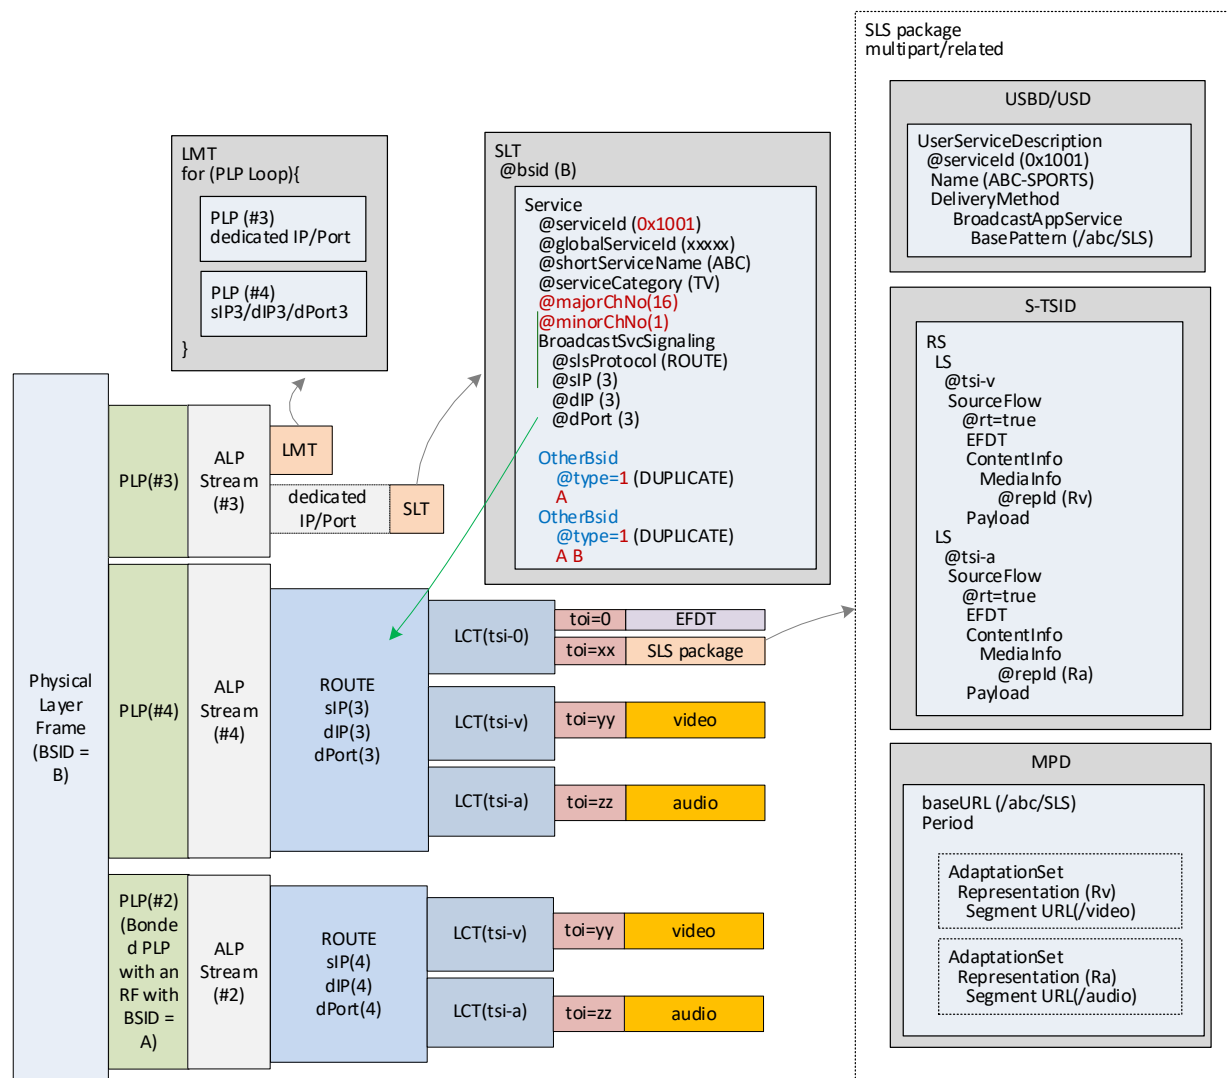 SLS package
multipart/related
USBD/USD
UserServiceDescription
@serviceId (0x1001)
Name (ABC-SPORTS)
DeliveryMethod
BroadcastAppService
BasePattern (/abc/SLS)
S-TSID
RS
LS
@tsi-v
SourceFlow
@rt=true
EFDT
ContentInfo
MediaInfo
@repId (Rv)
Payload
LS
@tsi-a
SourceFlow
@rt=true
EFDT
ContentInfo
MediaInfo
@repId (Ra)
Payload
MPD
baseURL (/abc/SLS)
Period
AdaptationSet
Representation (Rv)
Segment URL(/video)
AdaptationSet
Representation (Ra)
Segment URL(/audio)
LMT
for (PLP Loop){
PLP (#3)
dedicated IP/Port
PLP (#4)
sIP3/dIP3/dPort3
}
SLT
@bsid (B)
Service
@serviceId (0x1001)
@globalServiceId (xxxxx)
@shortServiceName (ABC)
@serviceCategory (TV)
@majorChNo(16)
@minorChNo(1)
BroadcastSvcSignaling
@slsProtocol (ROUTE)
@sIP (3)
@dIP (3)
@dPort (3)
OtherBsid
@type=1 (DUPLICATE)
A
OtherBsid
@type=1 (DUPLICATE)
A B
Physical
Layer
Frame
(BSID =
B)
PLP(#3)
ALP
Stream
(#3)
LMT
dedicated
IP/Port
SLT
PLP(#4)
ALP
Stream
(#4)
ROUTE
sIP(3)
dIP(3)
dPort(3)
LCT(tsi-0)
toi=0
EFDT
toi=xx
SLS package
LCT(tsi-v)
toi=yy
video
LCT(tsi-a)
toi=zz
audio
PLP(#2)
(Bonde
d PLP
with an
RF with
BSID =
A)
ALP
Stream
(#2)
ROUTE
sIP(4)
dIP(4)
dPort(4)
LCT(tsi-v)
toi=yy
video
LCT(tsi-a)
toi=zz
audio